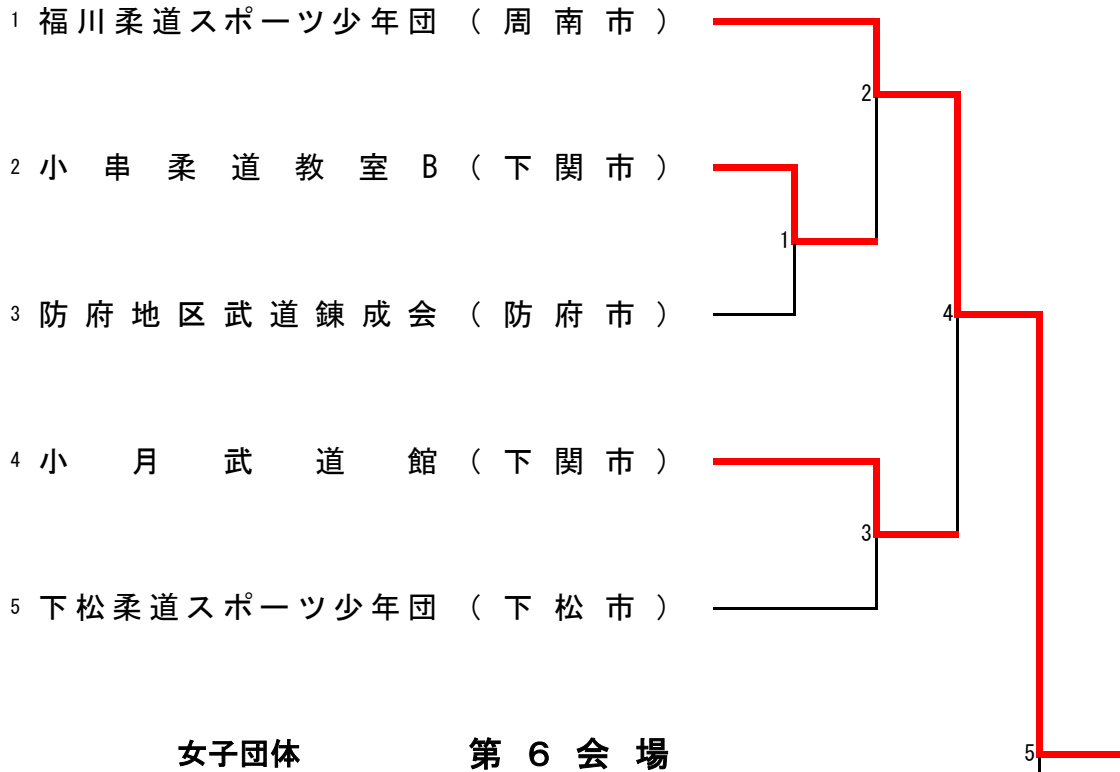 1 福川柔道スポーツ少年団 (周南市)
2
2 小串柔道教室B (下関市)
1
3 防府地区武道錬成会 (防府市)
4
4 小月武道館 (下関市)
3
5 下松柔道スポーツ少年団 (下松市)
女子団体 第6会場 5